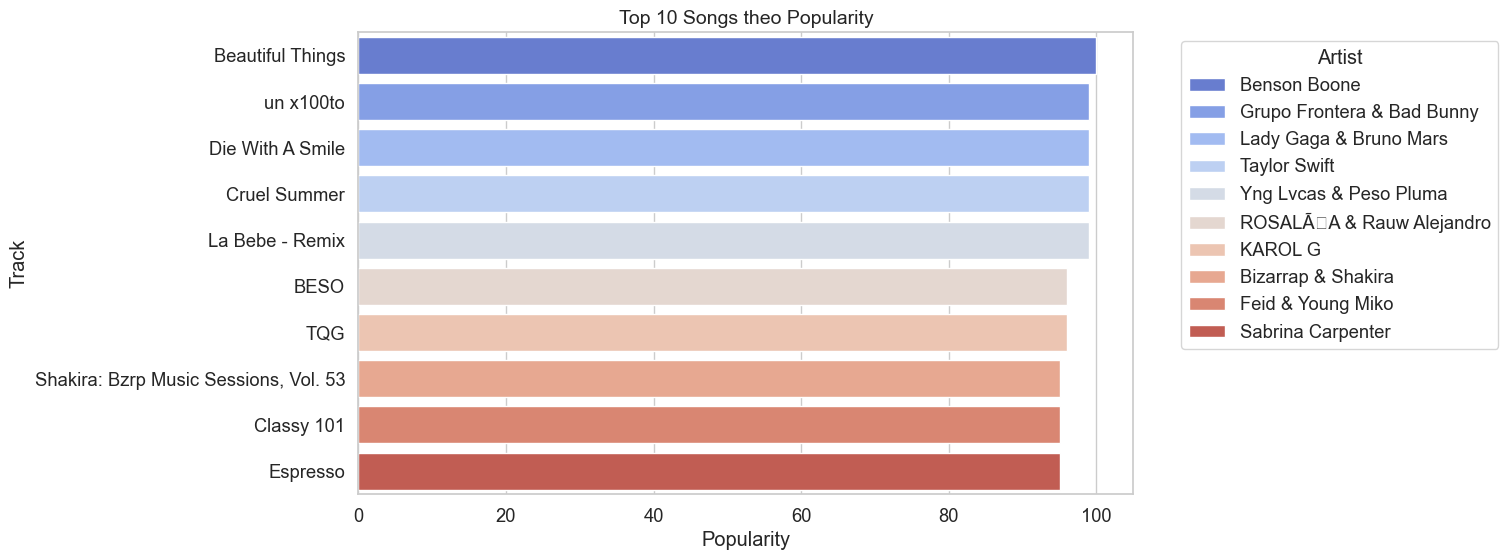 Top 10 Songs theo Popularity
Track
Beautiful Things
un x100to
Die With A Smile
Cruel Summer
La Bebe - Remix
BESO
TQG
Shakira: Bzrp Music Sessions, Vol. 53
Classy 101
Espresso
0 20 40 60 80 100
Popularity
Artist
Benson Boone
Grupo Frontera & Bad Bunny
Lady Gaga & Bruno Mars
Taylor Swift
Yng Lvcas & Peso Pluma
ROSALÃ□A & Rauw Alejandro
KAROL G
Bizarrap & Shakira
Feid & Young Miko
Sabrina Carpenter